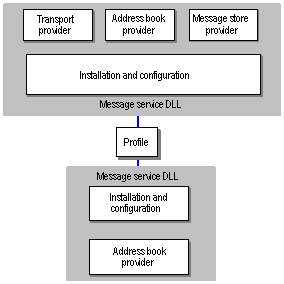 Transport
provider
Address book
provider
Message store
provider
Installation and configuration
Message service DLL
Profile
Message service DLL
Installation and
configuration
Address book
provider